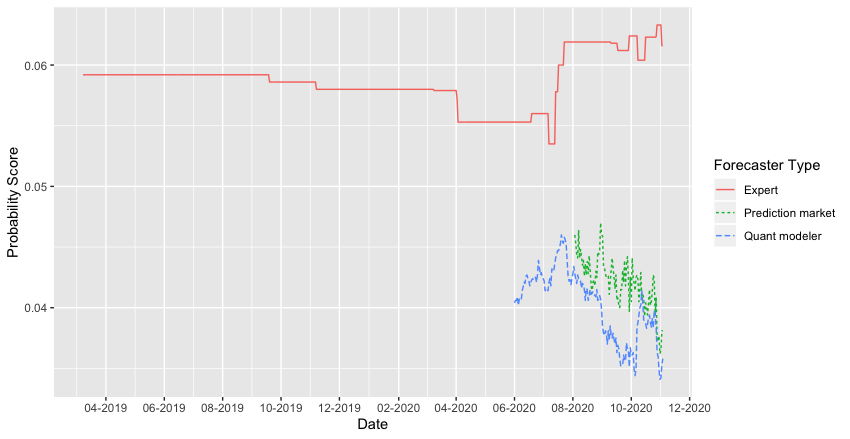 0.06
0.05
0.04
Probability Score
04-2019 06-2019 08-2019 10-2019 12-2019 02-2020 04-2020 06-2020 08-2020 10-2020 12-2020
Date
Forecaster Type
Expert
Prediction market
Quant modeler